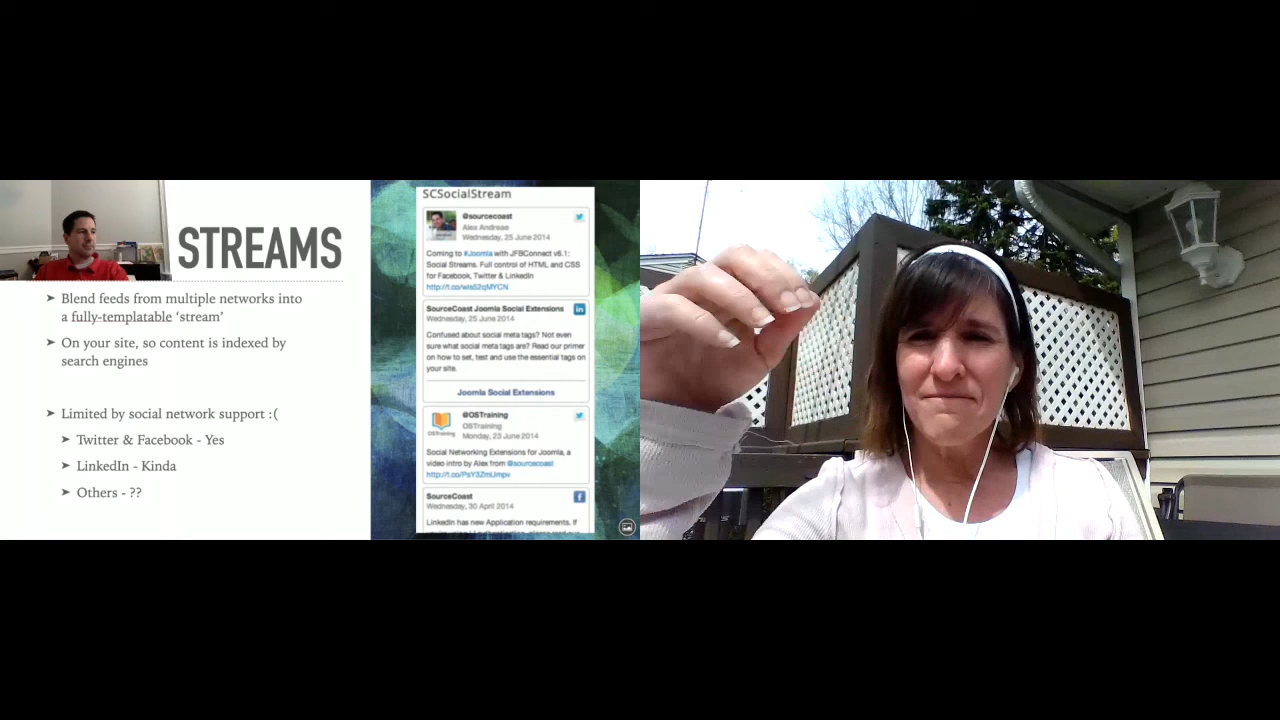 STREAMS
➤ Blend feeds from multiple networks into
a fully-templatable ‘stream’
➤ On your site, so content is indexed by
search engines
➤ Limited by social network support :(
➤ Twitter & Facebook - Yes
➤ LinkedIn - Kinda
➤ Others - ??
SCSocialStream
@sourcecoast
Alex Andreae
Wednesday, 25 June 2014
Coming to #Joomla with JFBConnect v6.1:
Social Streams. Full control of HTML and CSS
for Facebook, Twitter & LinkedIn
SourceCoast Joomla Social Extensions
in
Wednesday, 25 June 2014
Confused about social meta tags? Not even
sure what social meta tags are? Read our primer
on how to set, test and use the essential tags on
your site.
Joomla Social Extensions
@OSTraining
OSTraining
OSTraining
Monday, 23 June 2014
Social Networking Extensions for Joomla, a
video intro by Alex from @sourcecoast
SourceCoast
f
Wednesday, 30 April 2014
LinkedIn has new Application requirements. If